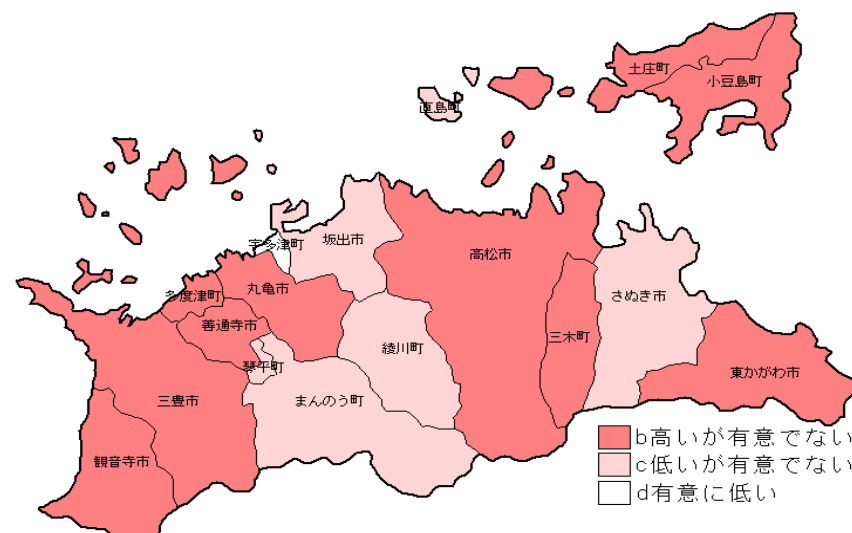 土庄町
小豆島町
直島町
宇多津町
坂出市
高松市
多度津町
丸亀市
さぬき市
善通寺市
三木町
綾川町
琴平町
東かがわ市
三豊市
まんのう町
観音寺市
b高いが有意でない
c低いが有意でない
d有意に低い